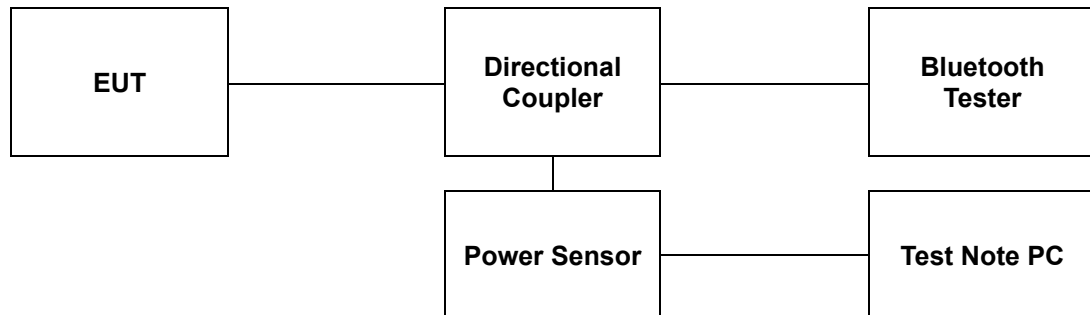 EUT
Directional
Coupler
Bluetooth
Tester
Power Sensor
Test Note PC